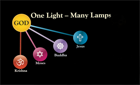 One Light – Many Lamps
GOD
Jesus
Buddha
Moses
Krishna